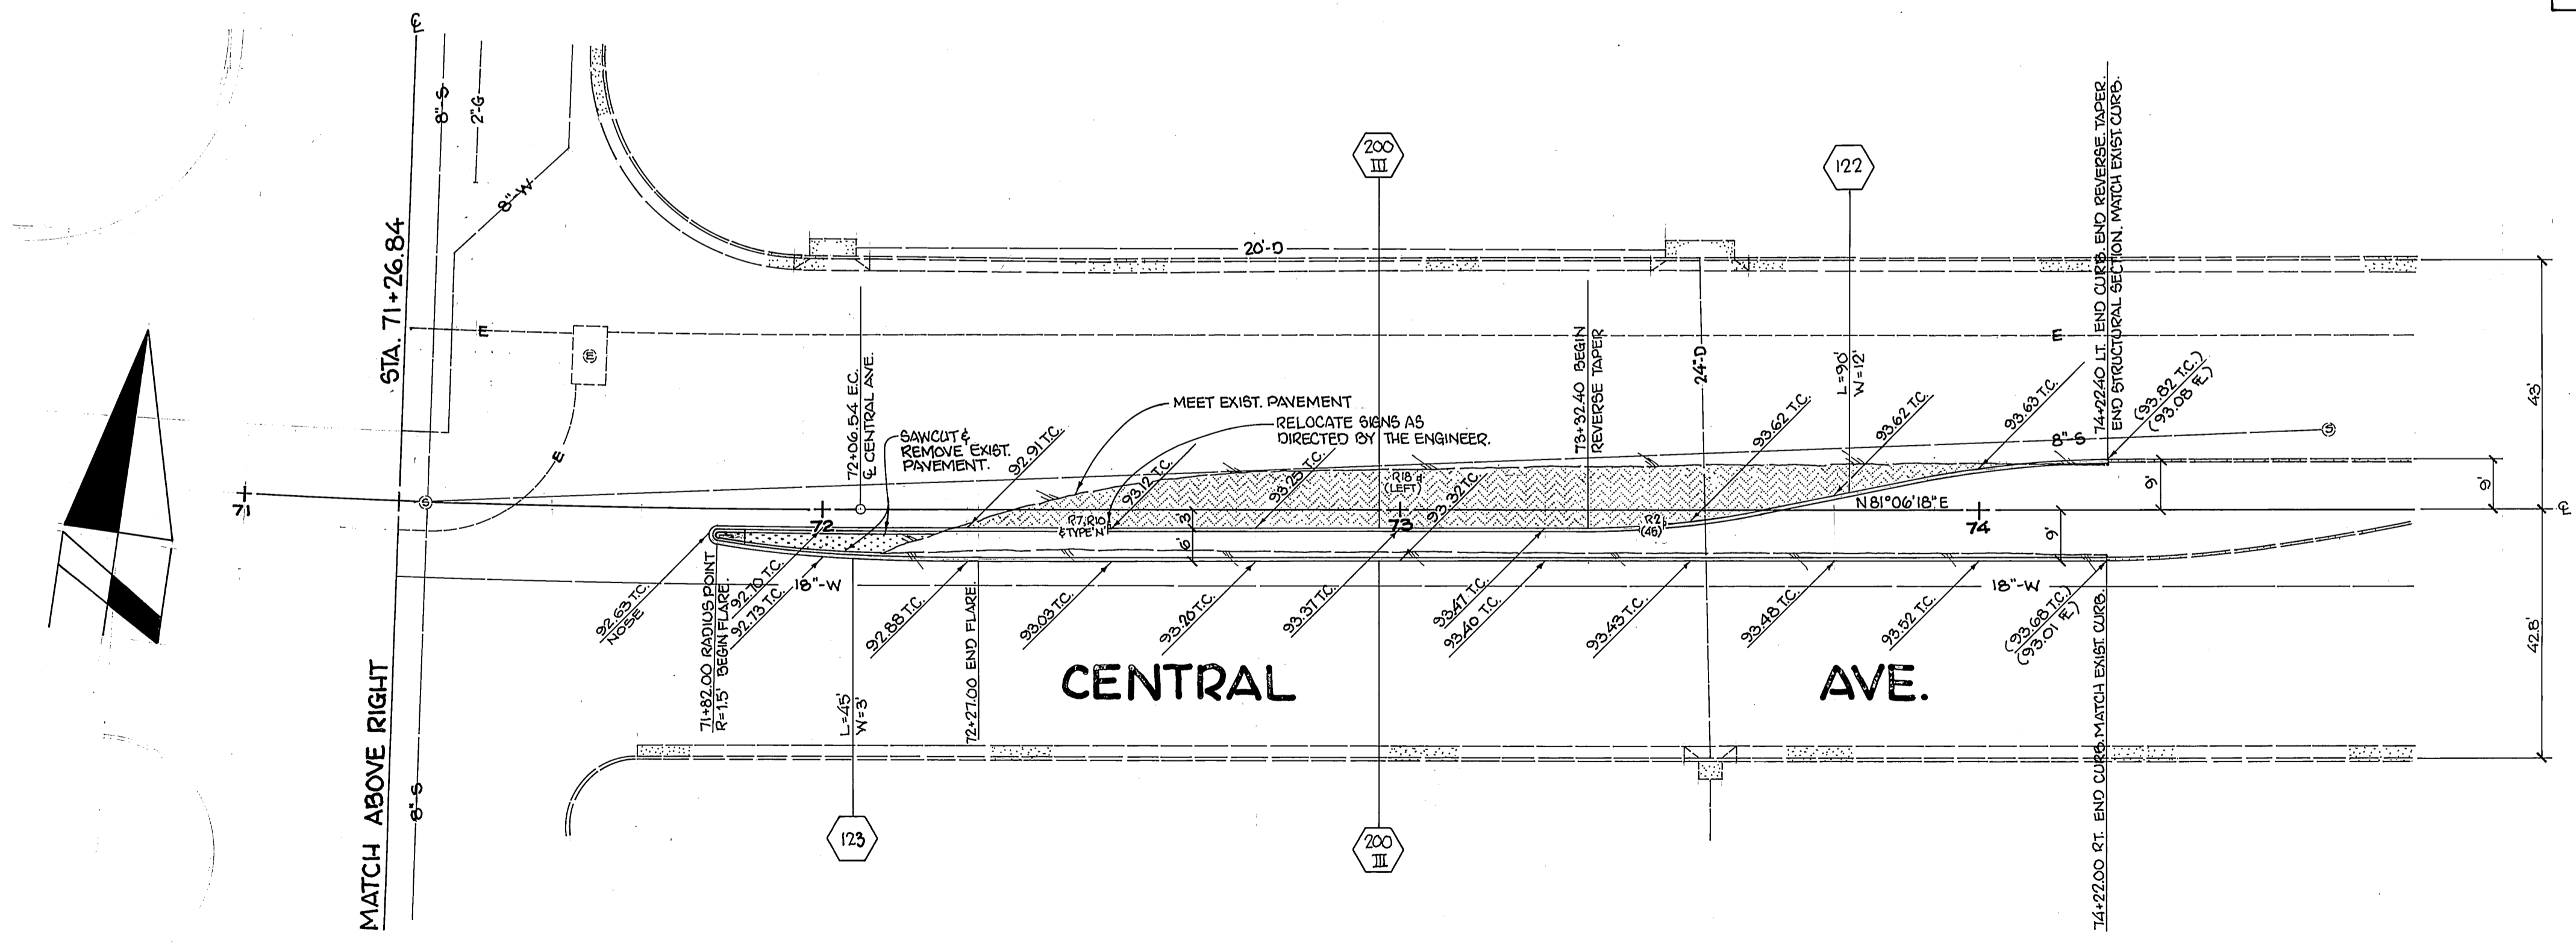 ℄
8"-S
2"-G
8"-W
STA. 71+26.84
MATCH ABOVE RIGHT
8"-S
E
E
E
E
S
S
200
III
122
20'-D
72+06.54 E.C.
℄ CENTRAL AVE.
SAWCUT &
REMOVE EXIST.
PAVEMENT.
MEET EXIST. PAVEMENT
RELOCATE SIGNS AS
DIRECTED BY THE ENGINEER.
73+32.40 BEGIN
REVERSE TAPER
24"-D
L=90'
W=12'
74+22.40 LT. END CURB. END REVERSE TAPER.
END STRUCTURAL SECTION. MATCH EXIST. CURB.
92.91 T.C.
93.12 T.C.
93.25 T.C.
93.32 T.C.
93.62 T.C.
93.62 T.C.
93.63 T.C.
(93.82 T.C.)
(93.08 ℄)
8"-S
R18 d
(LEFT)
R7, R10
& TYPE 'N'
R2
(45)
N 81°06'18" E
71
72
73
74
3'
6'
9'
9'
9'
43'
42.8'
℄
92.63 T.C.
NOSE
71+82.00 RADIUS POINT
R=1.5' BEGIN FLARE.
92.70 T.C.
92.73 T.C.
18"-W
L=45'
W=3'
92.88 T.C.
72+27.00 END FLARE.
93.03 T.C.
93.20 T.C.
93.37 T.C.
93.47 T.C.
93.40 T.C.
93.43 T.C.
93.48 T.C.
93.52 T.C.
18"-W
(93.68 T.C.)
(93.01 ℄)
74+22.00 RT. END CURB. MATCH EXIST. CURB.
CENTRAL AVE.
123
200
III